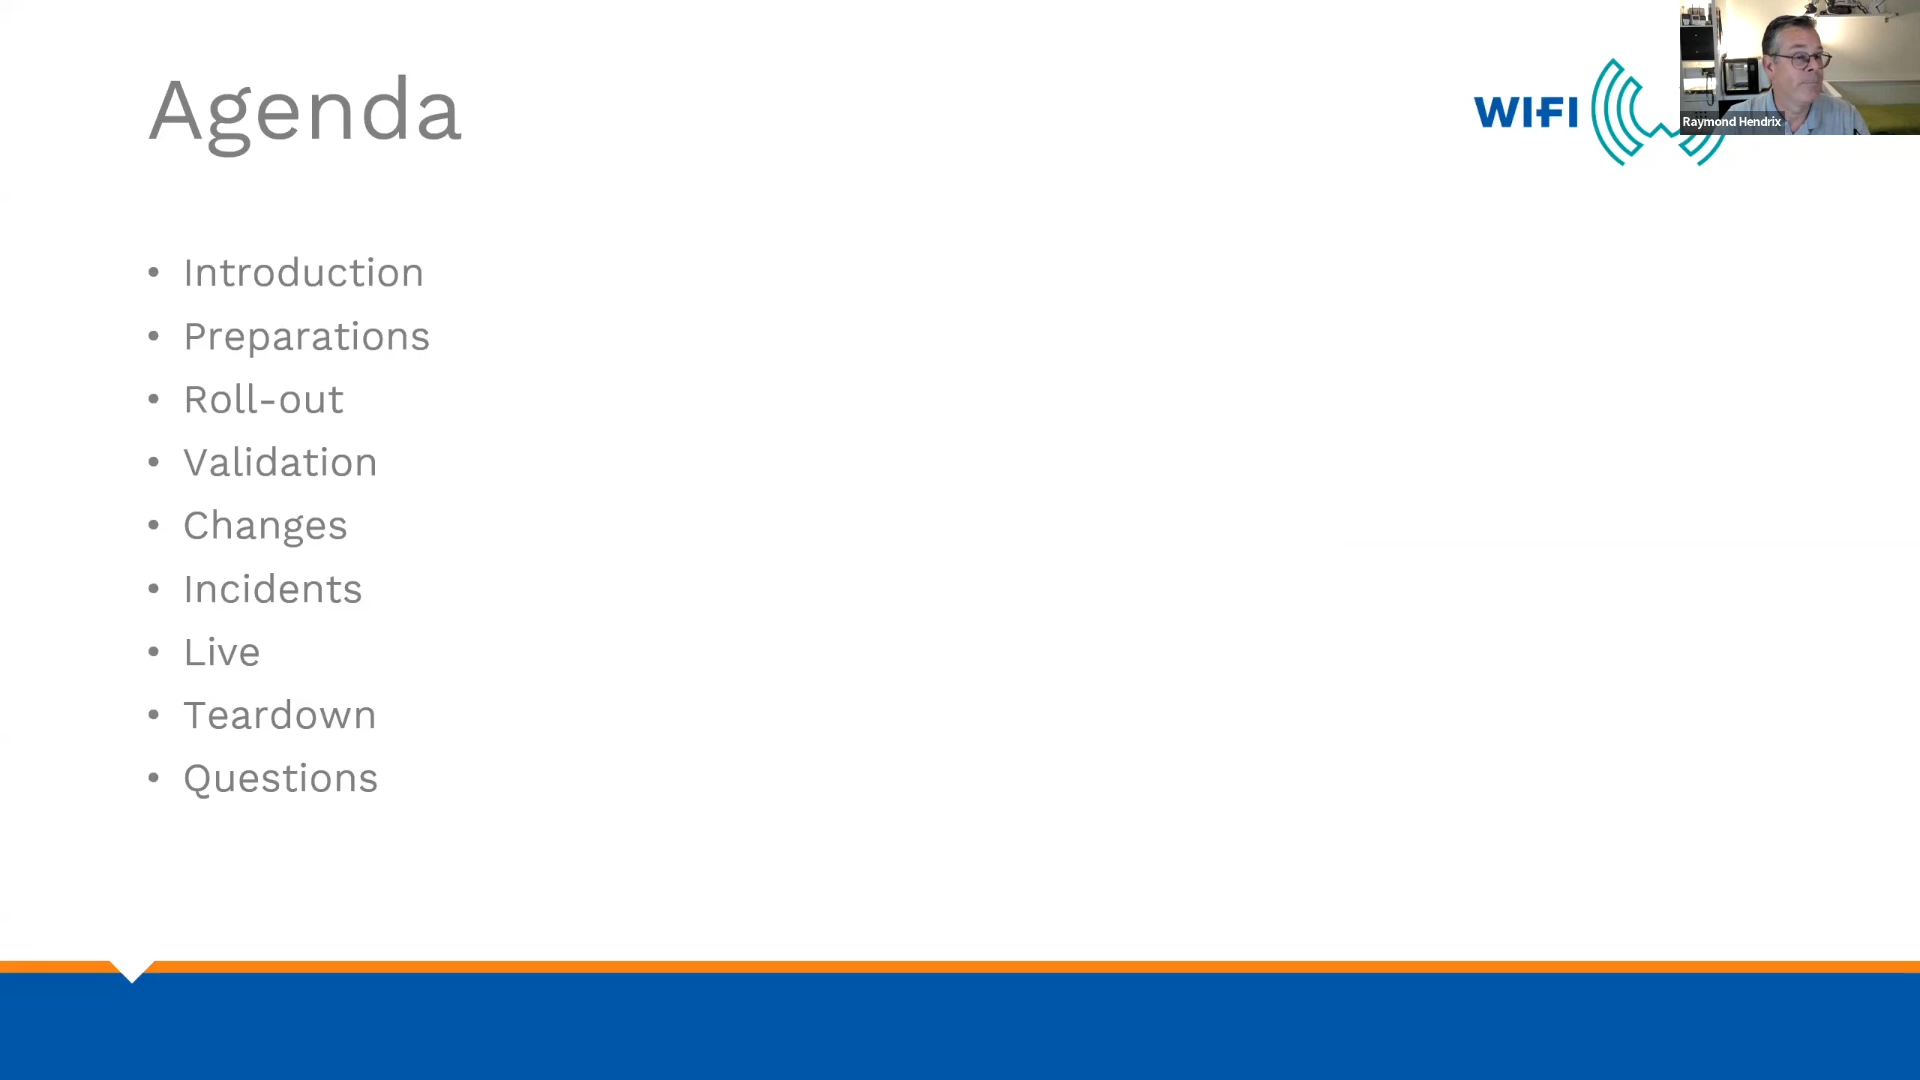 Agenda
WIFI
Raymond Hendrix
• Introduction
• Preparations
• Roll-out
• Validation
• Changes
• Incidents
• Live
• Teardown
• Questions